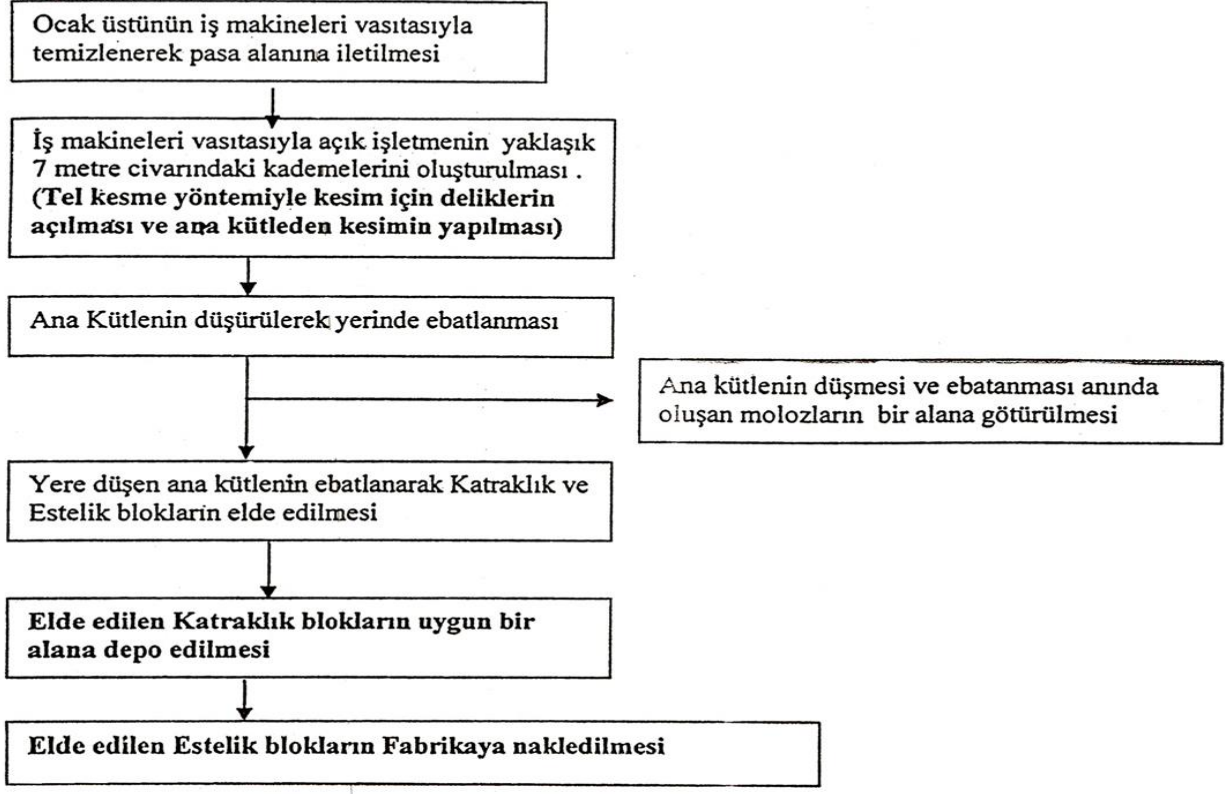 Ocak üstünün iş makineleri vasıtasıyla
temizlenerek pasa alanına iletilmesi
İş makineleri vasıtasıyla açık işletmenin yaklaşık
7 metre civarındaki kademelerini oluşturulması .
(Tel kesme yöntemiyle kesim için deliklerin
açılması ve ana kütleden kesimin yapılması)
Ana Kütlenin düşürülerek yerinde ebatlanması
Ana kütlenin düşmesi ve ebatanması anında
oluşan molozların bir alana götürülmesi
Yere düşen ana kütlenin ebatlanarak Katraklık ve
Estelik blokların elde edilmesi
Elde edilen Katraklık blokların uygun bir
alana depo edilmesi
Elde edilen Estelik blokların Fabrikaya nakledilmesi